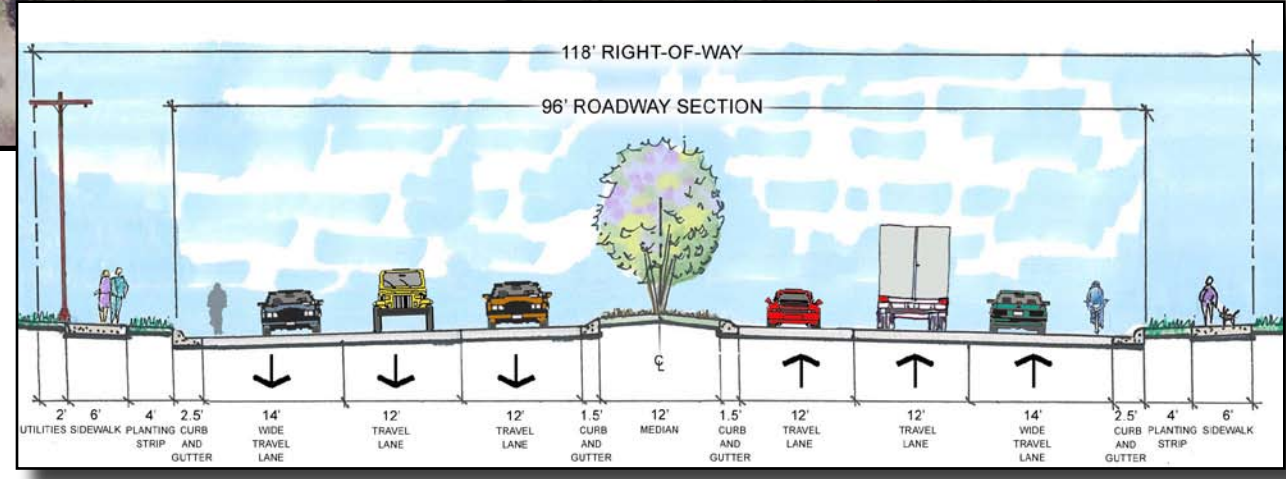 118' RIGHT-OF-WAY
96' ROADWAY SECTION
℄
2' 6' 4' 2.5' 14' 12' 12' 1.5' 12' 1.5' 12' 12' 14' 2.5' 4' 6'
UTILITIES SIDEWALK PLANTING STRIP CURB AND GUTTER WIDE TRAVEL LANE TRAVEL LANE TRAVEL LANE CURB AND GUTTER MEDIAN CURB AND GUTTER TRAVEL LANE TRAVEL LANE WIDE TRAVEL LANE CURB AND GUTTER PLANTING STRIP SIDEWALK